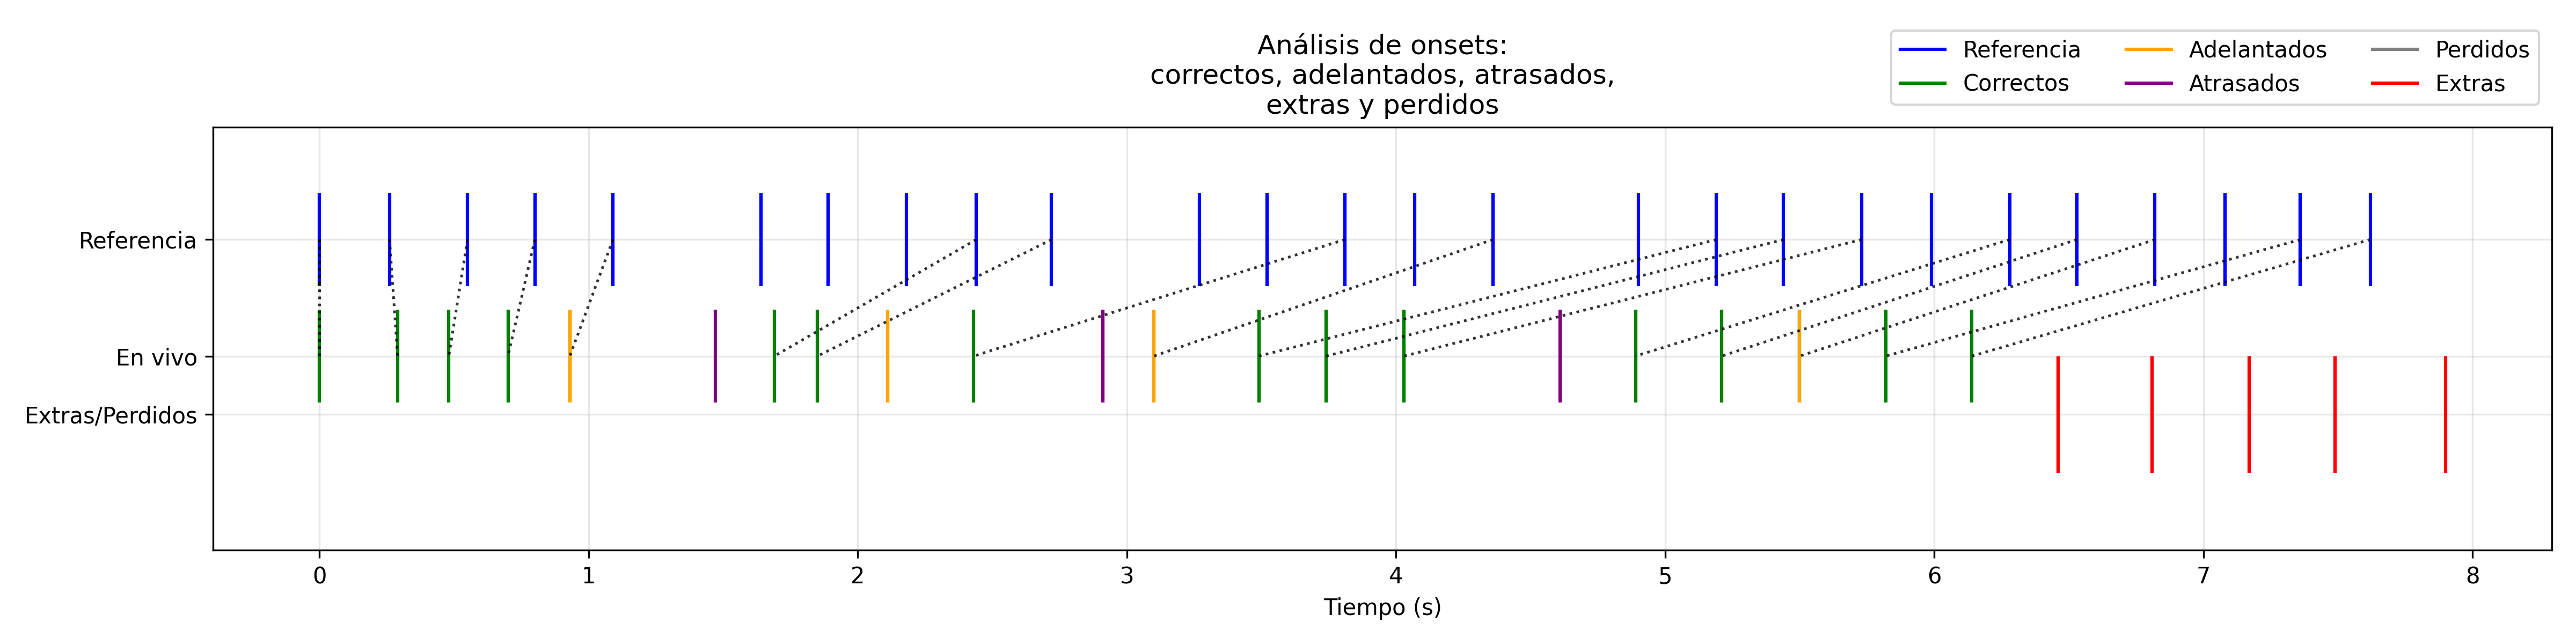 Análisis de onsets:
correctos, adelantados, atrasados,
extras y perdidos
Referencia
Adelantados
Perdidos
Correctos
Atrasados
Extras
Referencia
En vivo
Extras/Perdidos
0 1 2 3 4 5 6 7 8
Tiempo (s)